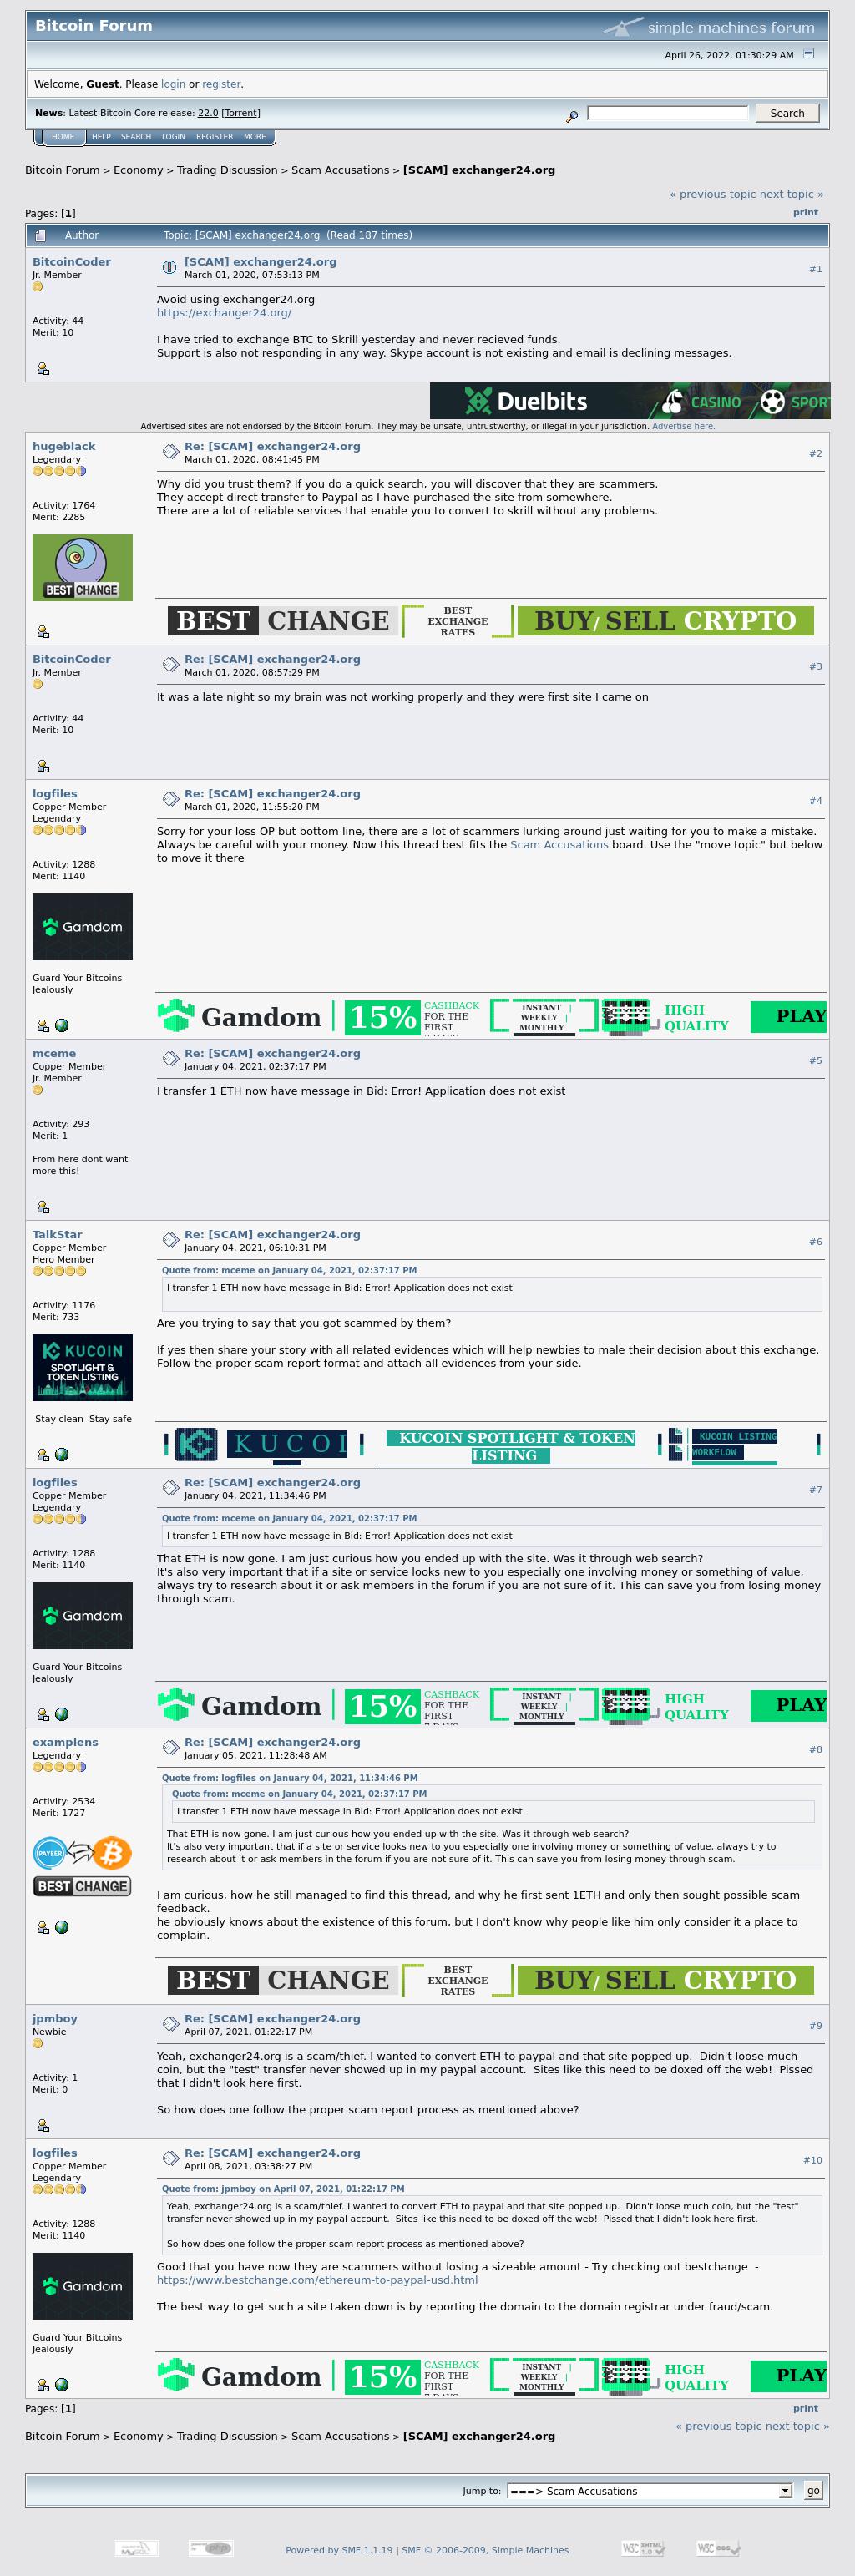 Bitcoin Forum
simple machines forum
April 26, 2022, 01:30:29 AM
Welcome, Guest. Please login or register.
News: Latest Bitcoin Core release: 22.0 [Torrent]
Search
HOME HELP SEARCH LOGIN REGISTER MORE
Bitcoin Forum > Economy > Trading Discussion > Scam Accusations > [SCAM] exchanger24.org
« previous topic next topic »
Pages: [1]
print
Author Topic: [SCAM] exchanger24.org (Read 187 times)
BitcoinCoder
Jr. Member
Activity: 44
Merit: 10
[SCAM] exchanger24.org
March 01, 2020, 07:53:13 PM
#1
Avoid using exchanger24.org
https://exchanger24.org/
I have tried to exchange BTC to Skrill yesterday and never recieved funds.
Support is also not responding in any way. Skype account is not existing and email is declining messages.
Duelbits CASINO SPOR
Advertised sites are not endorsed by the Bitcoin Forum. They may be unsafe, untrustworthy, or illegal in your jurisdiction. Advertise here.
hugeblack
Legendary
Activity: 1764
Merit: 2285
BEST CHANGE
Re: [SCAM] exchanger24.org
March 01, 2020, 08:41:45 PM
#2
Why did you trust them? If you do a quick search, you will discover that they are scammers.
They accept direct transfer to Paypal as I have purchased the site from somewhere.
There are a lot of reliable services that enable you to convert to skrill without any problems.
BEST CHANGE
BEST
EXCHANGE
RATES
BUY/ SELL CRYPTO
BitcoinCoder
Jr. Member
Activity: 44
Merit: 10
Re: [SCAM] exchanger24.org
March 01, 2020, 08:57:29 PM
#3
It was a late night so my brain was not working properly and they were first site I came on
logfiles
Copper Member
Legendary
Activity: 1288
Merit: 1140
Gamdom
Guard Your Bitcoins
Jealously
Re: [SCAM] exchanger24.org
March 01, 2020, 11:55:20 PM
#4
Sorry for your loss OP but bottom line, there are a lot of scammers lurking around just waiting for you to make a mistake.
Always be careful with your money. Now this thread best fits the Scam Accusations board. Use the "move topic" but below
to move it there
Gamdom
15%
CASHBACK
FOR THE
FIRST
7 DAYS
INSTANT
WEEKLY
MONTHLY
HIGH
QUALITY
PLAY
mceme
Copper Member
Jr. Member
Activity: 293
Merit: 1
From here dont want
more this!
Re: [SCAM] exchanger24.org
January 04, 2021, 02:37:17 PM
#5
I transfer 1 ETH now have message in Bid: Error! Application does not exist
TalkStar
Copper Member
Hero Member
Activity: 1176
Merit: 733
KUCOIN
SPOTLIGHT &
TOKEN LISTING
Stay clean Stay safe
Re: [SCAM] exchanger24.org
January 04, 2021, 06:10:31 PM
#6
Quote from: mceme on January 04, 2021, 02:37:17 PM
I transfer 1 ETH now have message in Bid: Error! Application does not exist
Are you trying to say that you got scammed by them?
If yes then share your story with all related evidences which will help newbies to male their decision about this exchange.
Follow the proper scam report format and attach all evidences from your side.
KUCOI
KUCOIN SPOTLIGHT & TOKEN
LISTING
KUCOIN LISTING
WORKFLOW
logfiles
Copper Member
Legendary
Activity: 1288
Merit: 1140
Gamdom
Guard Your Bitcoins
Jealously
Re: [SCAM] exchanger24.org
January 04, 2021, 11:34:46 PM
#7
Quote from: mceme on January 04, 2021, 02:37:17 PM
I transfer 1 ETH now have message in Bid: Error! Application does not exist
That ETH is now gone. I am just curious how you ended up with the site. Was it through web search?
It's also very important that if a site or service looks new to you especially one involving money or something of value,
always try to research about it or ask members in the forum if you are not sure of it. This can save you from losing money
through scam.
Gamdom
15%
CASHBACK
FOR THE
FIRST
7 DAYS
INSTANT
WEEKLY
MONTHLY
HIGH
QUALITY
PLAY
examplens
Legendary
Activity: 2534
Merit: 1727
PAYEER
BEST CHANGE
Re: [SCAM] exchanger24.org
January 05, 2021, 11:28:48 AM
#8
Quote from: logfiles on January 04, 2021, 11:34:46 PM
Quote from: mceme on January 04, 2021, 02:37:17 PM
I transfer 1 ETH now have message in Bid: Error! Application does not exist
That ETH is now gone. I am just curious how you ended up with the site. Was it through web search?
It's also very important that if a site or service looks new to you especially one involving money or something of value, always try to
research about it or ask members in the forum if you are not sure of it. This can save you from losing money through scam.
I am curious, how he still managed to find this thread, and why he first sent 1ETH and only then sought possible scam
feedback.
he obviously knows about the existence of this forum, but I don't know why people like him only consider it a place to
complain.
BEST CHANGE
BEST
EXCHANGE
RATES
BUY/ SELL CRYPTO
jpmboy
Newbie
Activity: 1
Merit: 0
Re: [SCAM] exchanger24.org
April 07, 2021, 01:22:17 PM
#9
Yeah, exchanger24.org is a scam/thief. I wanted to convert ETH to paypal and that site popped up. Didn't loose much
coin, but the "test" transfer never showed up in my paypal account. Sites like this need to be doxed off the web! Pissed
that I didn't look here first.
So how does one follow the proper scam report process as mentioned above?
logfiles
Copper Member
Legendary
Activity: 1288
Merit: 1140
Gamdom
Guard Your Bitcoins
Jealously
Re: [SCAM] exchanger24.org
April 08, 2021, 03:38:27 PM
#10
Quote from: jpmboy on April 07, 2021, 01:22:17 PM
Yeah, exchanger24.org is a scam/thief. I wanted to convert ETH to paypal and that site popped up. Didn't loose much coin, but the "test"
transfer never showed up in my paypal account. Sites like this need to be doxed off the web! Pissed that I didn't look here first.
So how does one follow the proper scam report process as mentioned above?
Good that you have now they are scammers without losing a sizeable amount - Try checking out bestchange -
https://www.bestchange.com/ethereum-to-paypal-usd.html
The best way to get such a site taken down is by reporting the domain to the domain registrar under fraud/scam.
Gamdom
15%
CASHBACK
FOR THE
FIRST
7 DAYS
INSTANT
WEEKLY
MONTHLY
HIGH
QUALITY
PLAY
Pages: [1]
print
« previous topic next topic »
Bitcoin Forum > Economy > Trading Discussion > Scam Accusations > [SCAM] exchanger24.org
Jump to: ===> Scam Accusations go
MySQL
php
Powered by SMF 1.1.19 | SMF © 2006-2009, Simple Machines
W3C XHTML 1.0
W3C css